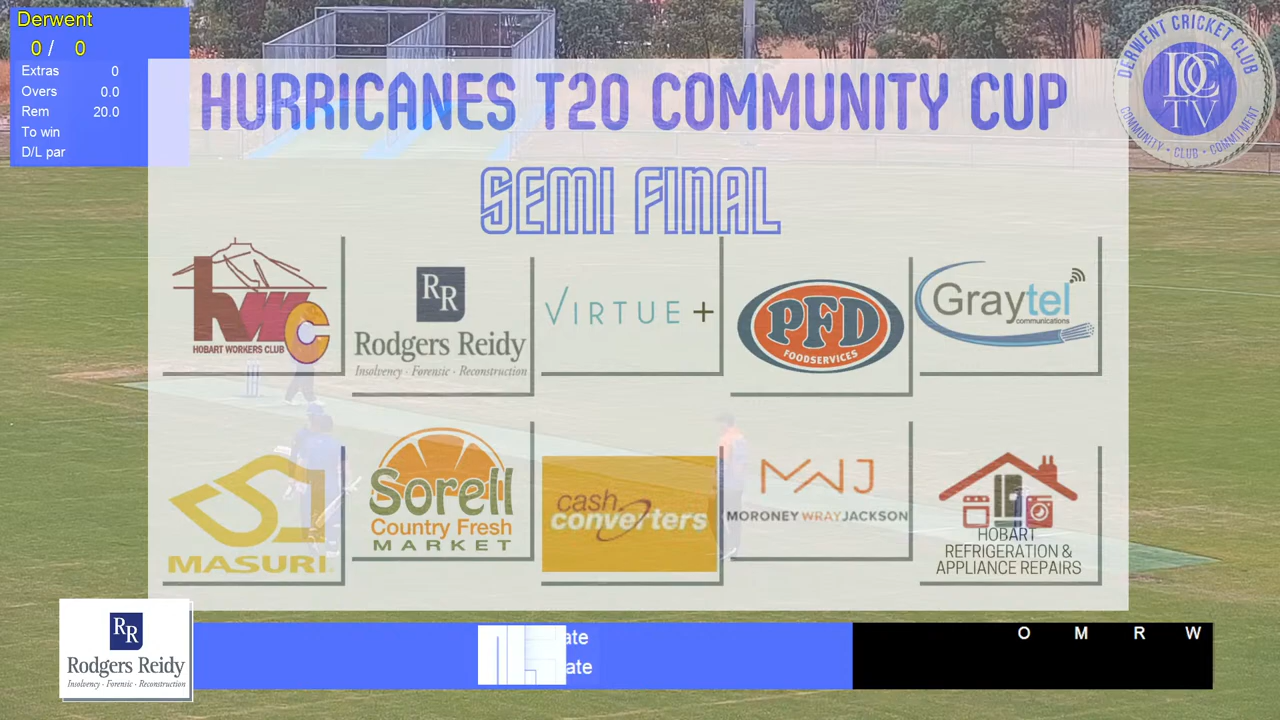 Derwent
0 / 0
Extras 0
Overs 0.0
Rem 20.0
To win
D/L par
HURRICANES T20 COMMUNITY CUP
SEMI FINAL
DERWENT CRICKET CLUB
DCC
TV
COMMUNITY • CLUB • COMMITMENT
hwc
HOBART WORKERS CLUB
RR
Rodgers Reidy
Insolvency · Forensic · Reconstruction
VIRTUE +
PFD
FOODSERVICES
Graytel
communications
MASURI
Sorell
Country Fresh
MARKET
cash
converters
MWJ
MORONEY WRAY JACKSON
HOBART
REFRIGERATION &
APPLIANCE REPAIRS
RR
Rodgers Reidy
Insolvency · Forensic · Reconstruction
ate
ate
O M R W